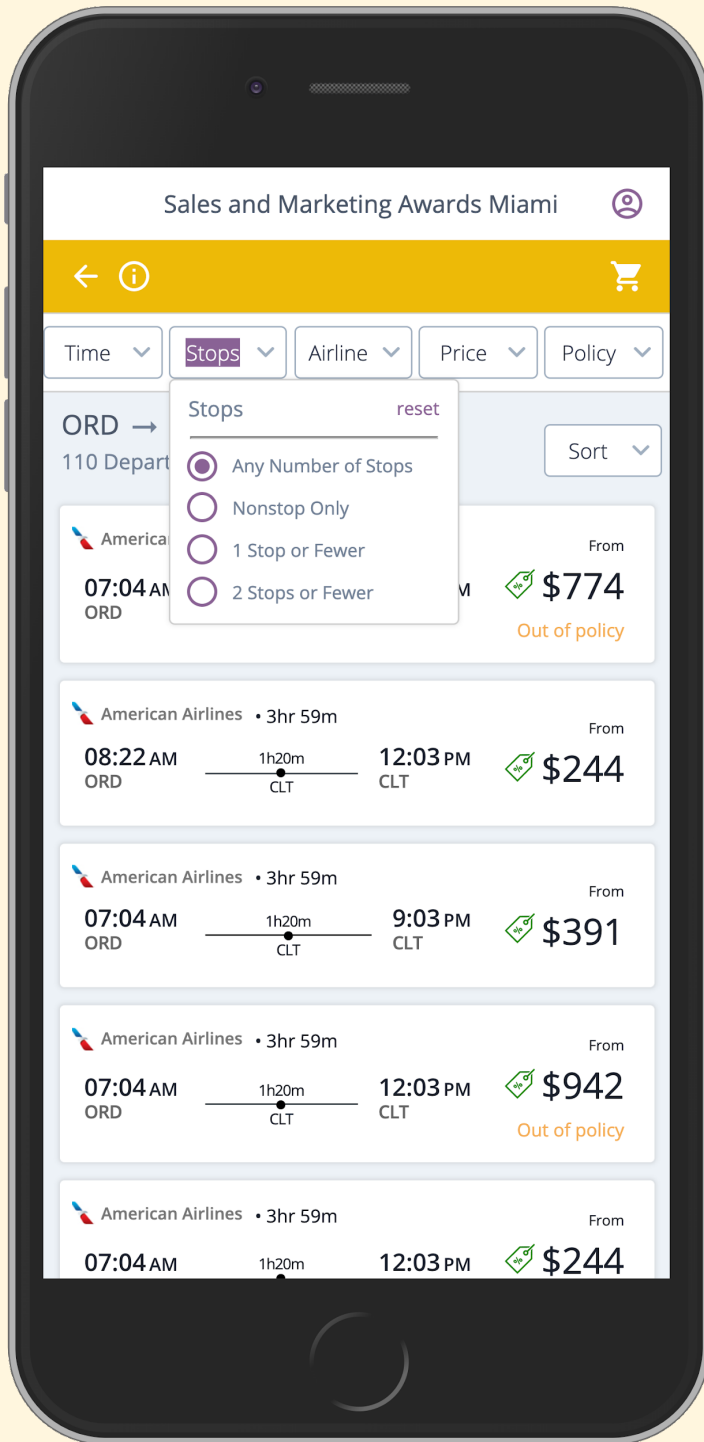 Sales and Marketing Awards Miami
Time Stops Airline Price Policy
Stops reset
Any Number of Stops
Nonstop Only
1 Stop or Fewer
2 Stops or Fewer
ORD →
110 Depart
Sort
America
From
07:04 AM M $774
ORD
Out of policy
American Airlines • 3hr 59m
From
08:22 AM 1h20m 12:03 PM $244
ORD CLT CLT
American Airlines • 3hr 59m
From
07:04 AM 1h20m 9:03 PM $391
ORD CLT CLT
American Airlines • 3hr 59m
From
07:04 AM 1h20m 12:03 PM $942
ORD CLT CLT
Out of policy
American Airlines • 3hr 59m
From
07:04 AM 1h20m 12:03 PM $244